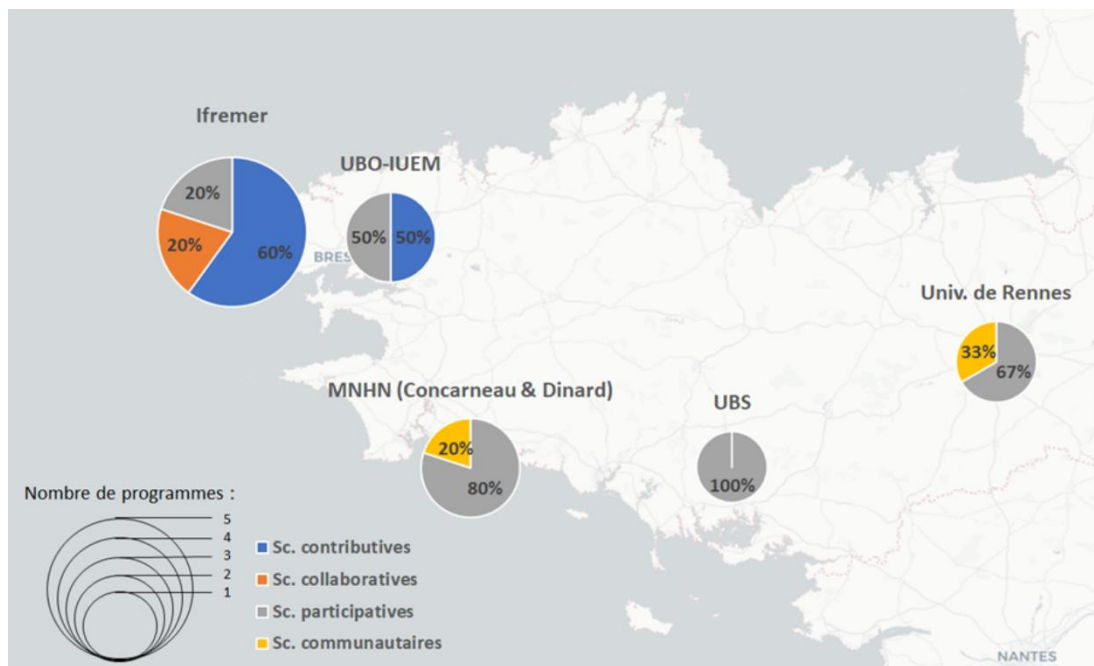 Ifremer
20%
20%
60%
UBO-IUEM
50%
50%
BRES
Univ. de Rennes
33%
67%
MNHN (Concarneau & Dinard)
20%
80%
UBS
100%
Nombre de programmes :
5
4
3
2
1
Sc. contributives
Sc. collaboratives
Sc. participatives
Sc. communautaires
NANTES